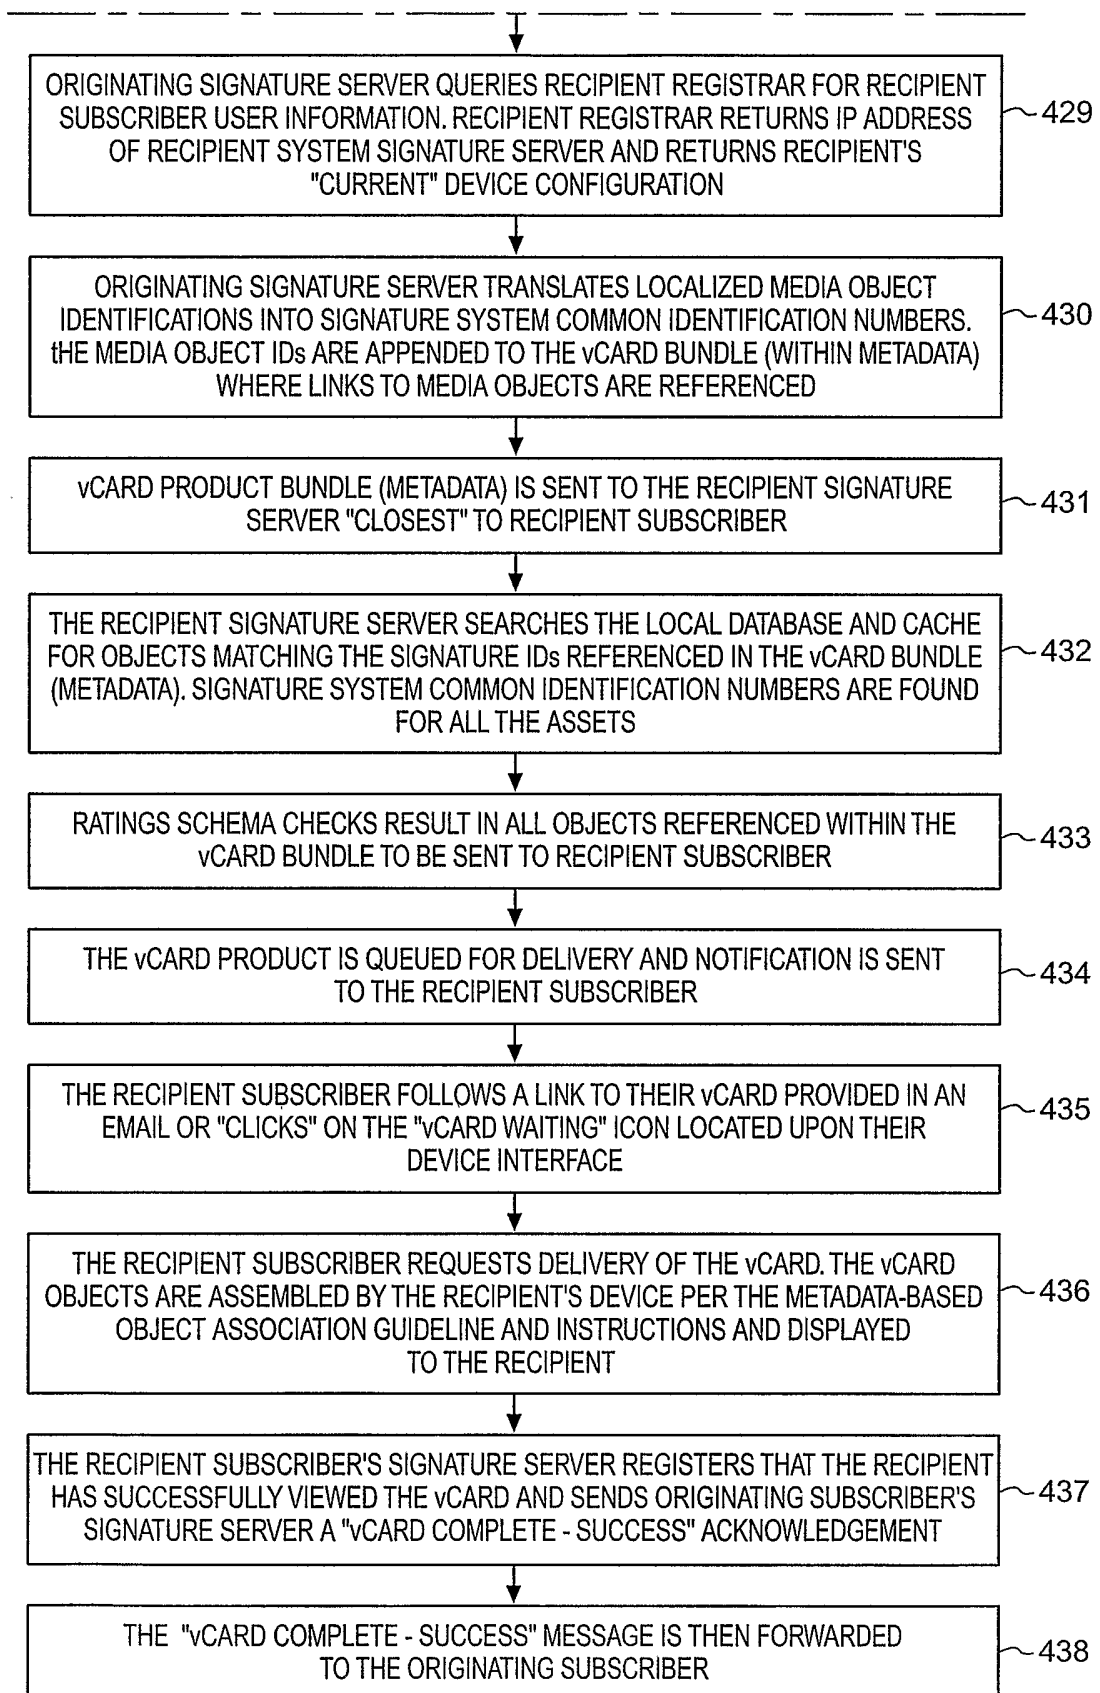 ORIGINATING SIGNATURE SERVER QUERIES RECIPIENT REGISTRAR FOR RECIPIENT
SUBSCRIBER USER INFORMATION. RECIPIENT REGISTRAR RETURNS IP ADDRESS
OF RECIPIENT SYSTEM SIGNATURE SERVER AND RETURNS RECIPIENT'S
"CURRENT" DEVICE CONFIGURATION
429
ORIGINATING SIGNATURE SERVER TRANSLATES LOCALIZED MEDIA OBJECT
IDENTIFICATIONS INTO SIGNATURE SYSTEM COMMON IDENTIFICATION NUMBERS.
tHE MEDIA OBJECT IDs ARE APPENDED TO THE vCARD BUNDLE (WITHIN METADATA)
WHERE LINKS TO MEDIA OBJECTS ARE REFERENCED
430
vCARD PRODUCT BUNDLE (METADATA) IS SENT TO THE RECIPIENT SIGNATURE
SERVER "CLOSEST" TO RECIPIENT SUBSCRIBER
431
THE RECIPIENT SIGNATURE SERVER SEARCHES THE LOCAL DATABASE AND CACHE
FOR OBJECTS MATCHING THE SIGNATURE IDs REFERENCED IN THE vCARD BUNDLE
(METADATA). SIGNATURE SYSTEM COMMON IDENTIFICATION NUMBERS ARE FOUND
FOR ALL THE ASSETS
432
RATINGS SCHEMA CHECKS RESULT IN ALL OBJECTS REFERENCED WITHIN THE
vCARD BUNDLE TO BE SENT TO RECIPIENT SUBSCRIBER
433
THE vCARD PRODUCT IS QUEUED FOR DELIVERY AND NOTIFICATION IS SENT
TO THE RECIPIENT SUBSCRIBER
434
THE RECIPIENT SUBSCRIBER FOLLOWS A LINK TO THEIR vCARD PROVIDED IN AN
EMAIL OR "CLICKS" ON THE "vCARD WAITING" ICON LOCATED UPON THEIR
DEVICE INTERFACE
435
THE RECIPIENT SUBSCRIBER REQUESTS DELIVERY OF THE vCARD. THE vCARD
OBJECTS ARE ASSEMBLED BY THE RECIPIENT'S DEVICE PER THE METADATA-BASED
OBJECT ASSOCIATION GUIDELINE AND INSTRUCTIONS AND DISPLAYED
TO THE RECIPIENT
436
THE RECIPIENT SUBSCRIBER'S SIGNATURE SERVER REGISTERS THAT THE RECIPIENT
HAS SUCCESSFULLY VIEWED THE vCARD AND SENDS ORIGINATING SUBSCRIBER'S
SIGNATURE SERVER A "vCARD COMPLETE - SUCCESS" ACKNOWLEDGEMENT
437
THE "vCARD COMPLETE - SUCCESS" MESSAGE IS THEN FORWARDED
TO THE ORIGINATING SUBSCRIBER
438